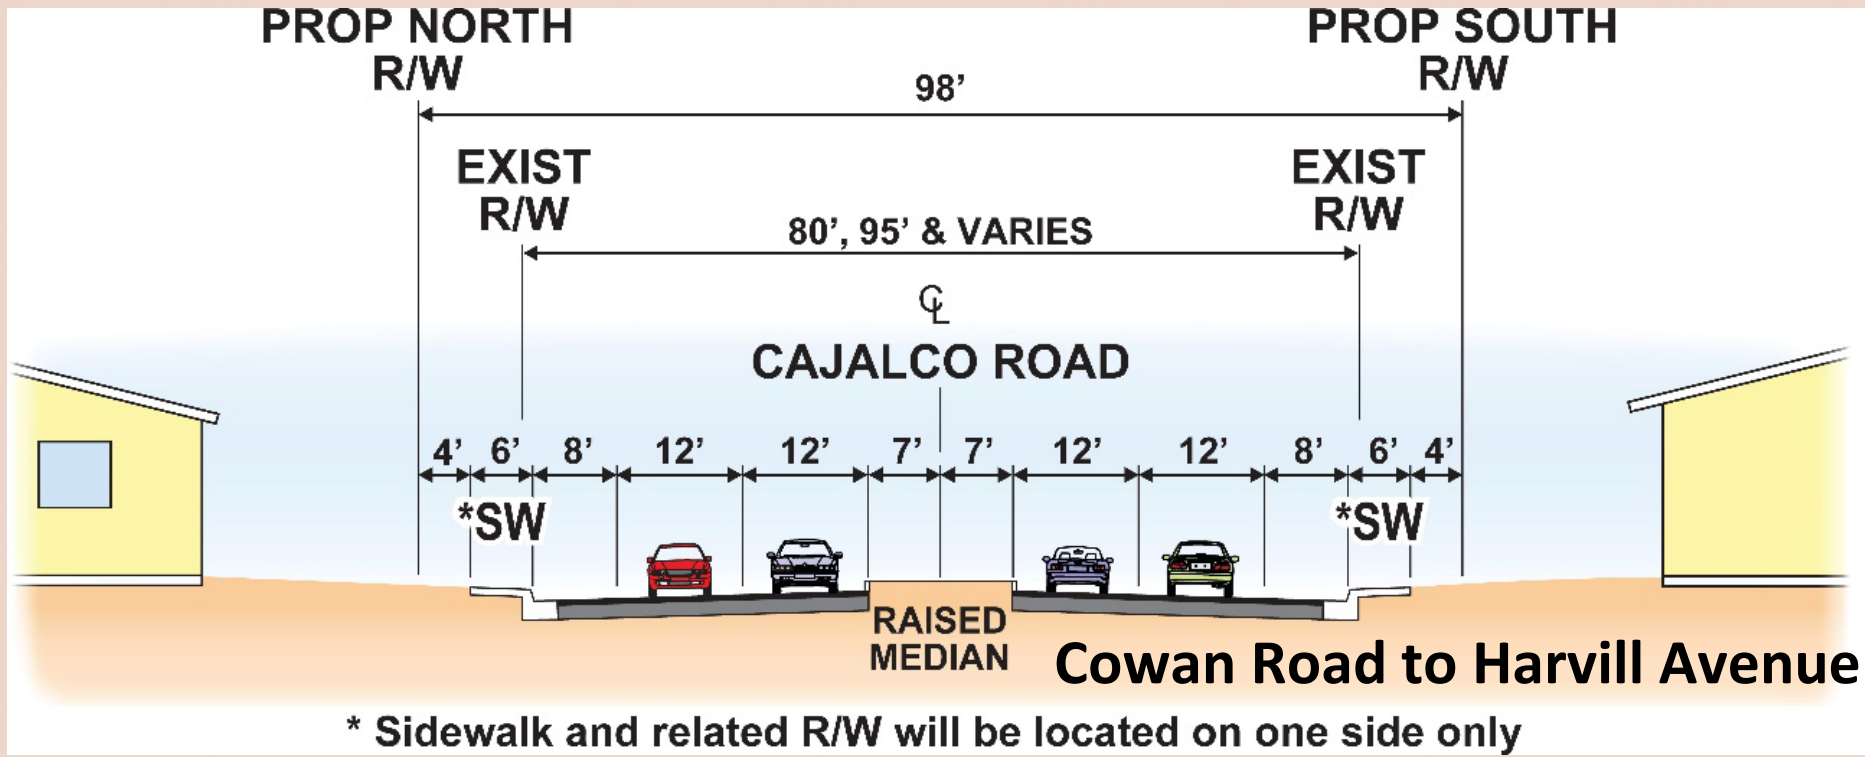 PROP NORTH
R/W
PROP SOUTH
R/W
98’
EXIST
R/W
EXIST
R/W
80’, 95’ & VARIES
CL
CAJALCO ROAD
4’ 6’ 8’ 12’ 12’ 7’ 7’ 12’ 12’ 8’ 6’ 4’
*SW
*SW
RAISED
MEDIAN
Cowan Road to Harvill Avenue
* Sidewalk and related R/W will be located on one side only